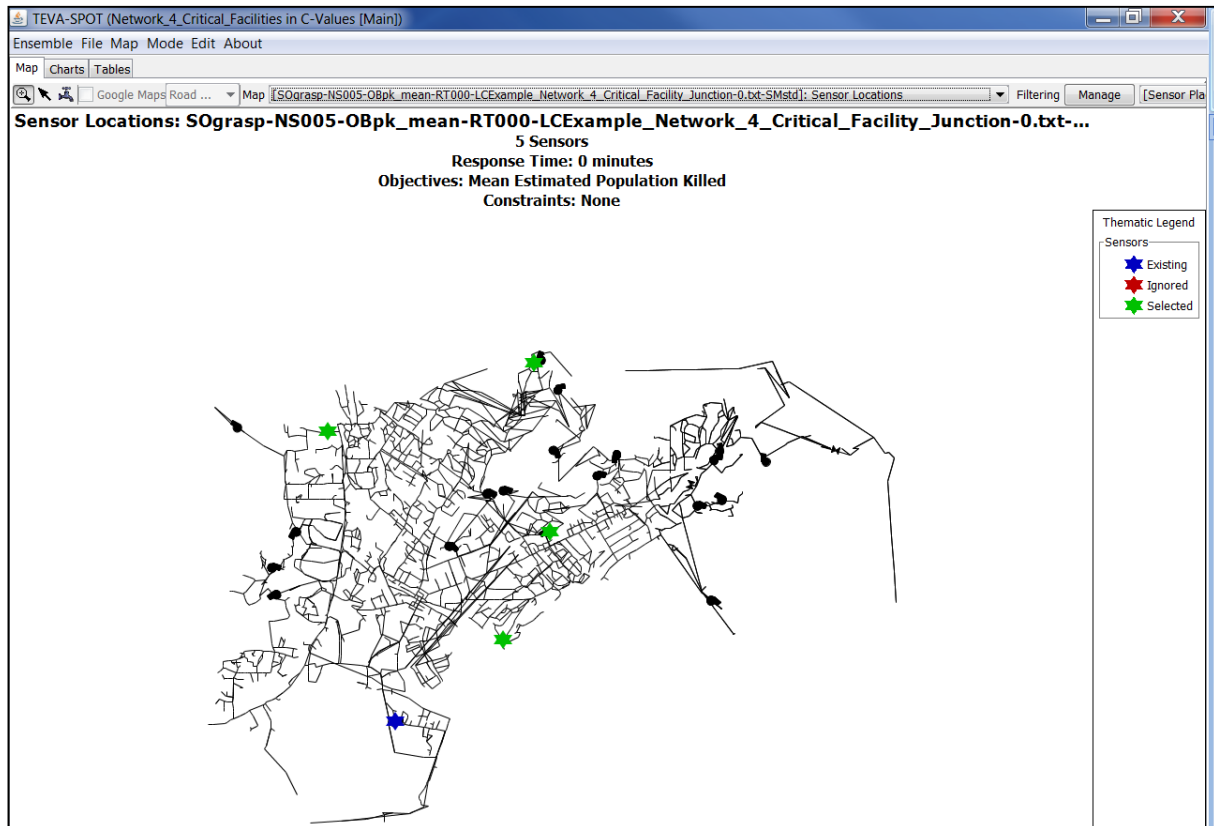 TEVA-SPOT (Network_4_Critical_Facilities in C-Values [Main])
Ensemble File Map Mode Edit About
Map Charts Tables
Google Maps Road ... Map [SOgrasp-NS005-OBpk_mean-RT000-LCExample_Network_4_Critical_Facility_Junction-0.txt-SMstd]: Sensor Locations Filtering Manage [Sensor Pla
Sensor Locations: SOgrasp-NS005-OBpk_mean-RT000-LCExample_Network_4_Critical_Facility_Junction-0.txt-...
5 Sensors
Response Time: 0 minutes
Objectives: Mean Estimated Population Killed
Constraints: None
Thematic Legend
Sensors
Existing
Ignored
Selected